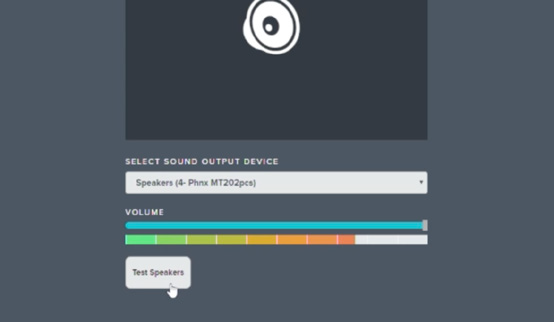 SELECT SOUND OUTPUT DEVICE
Speakers (4- Phnx MT202pcs)
VOLUME
Test Speakers